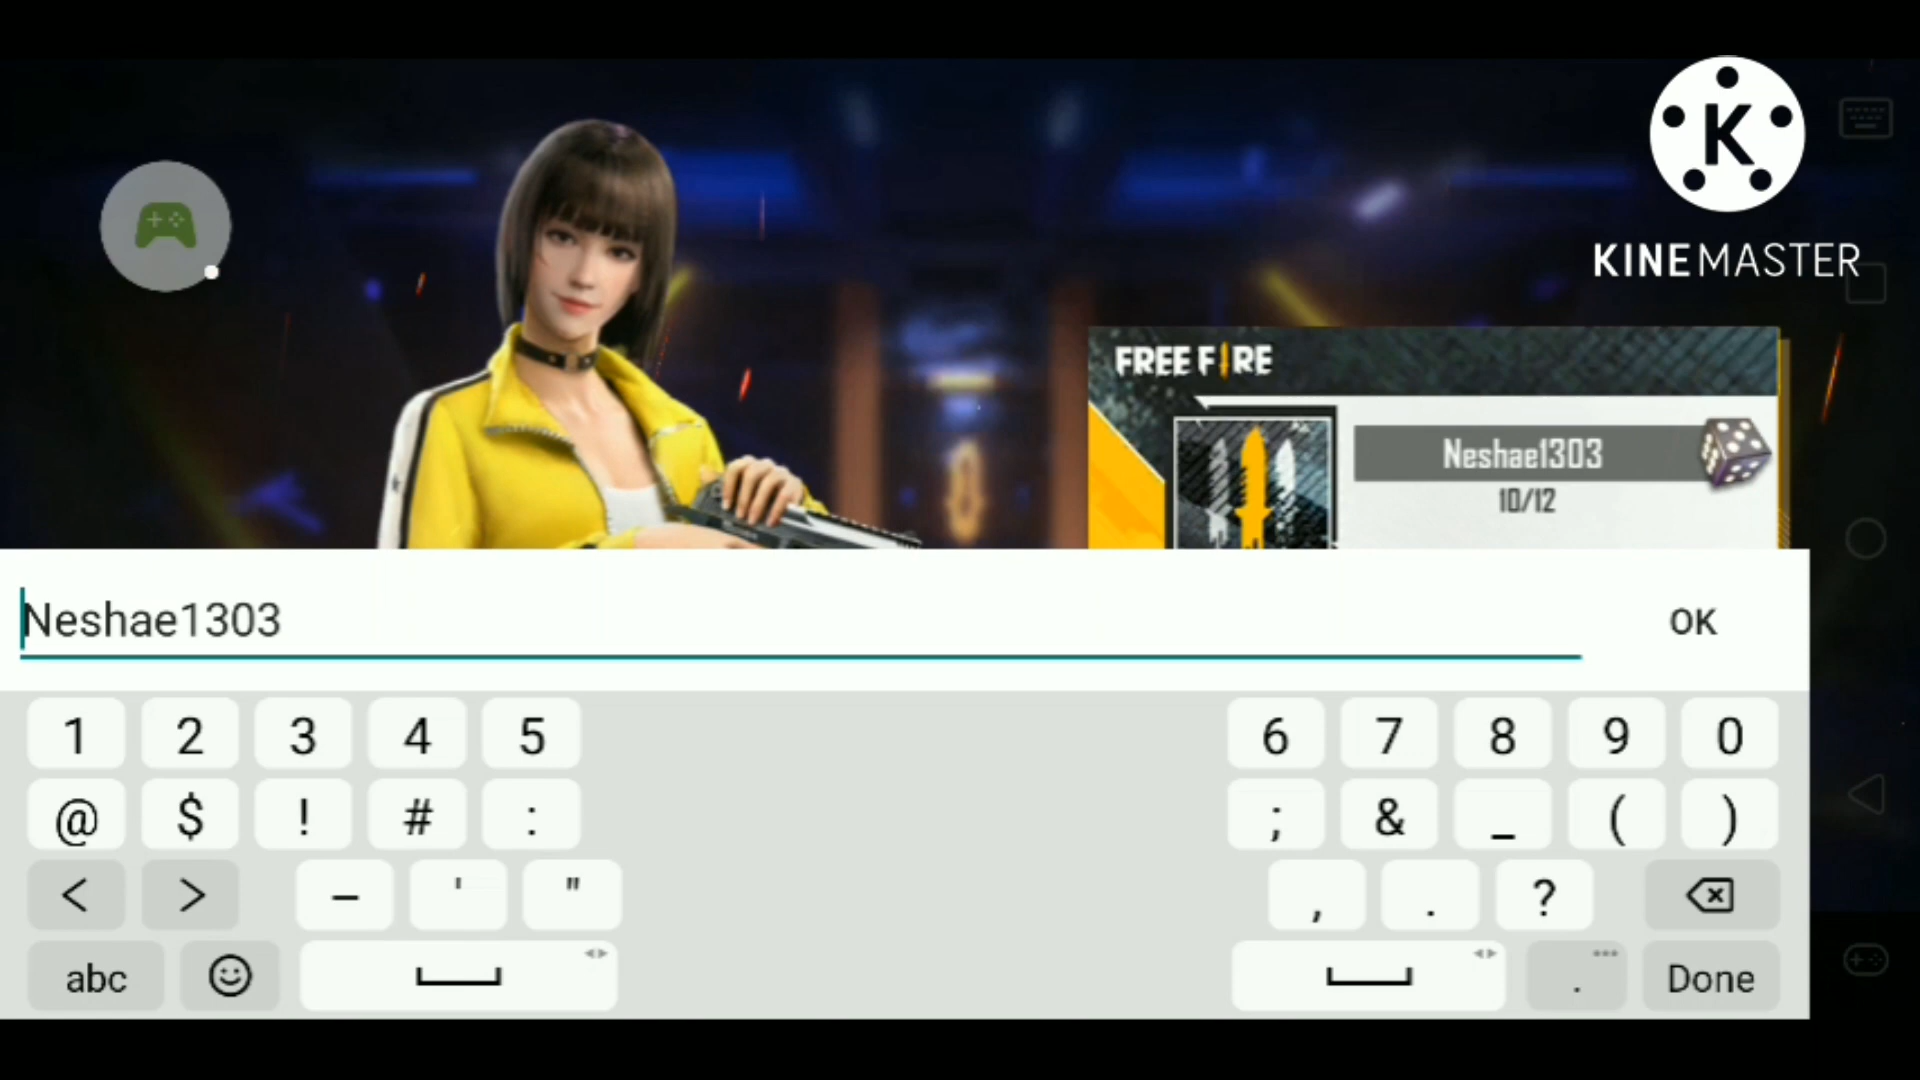 K
KINEMASTER
FREE FIRE
Neshae1303
10/12
Neshae1303
OK
1 2 3 4 5 6 7 8 9 0
@ $ ! # : ; & _ ( )
< > – ' " , . ?
abc . Done